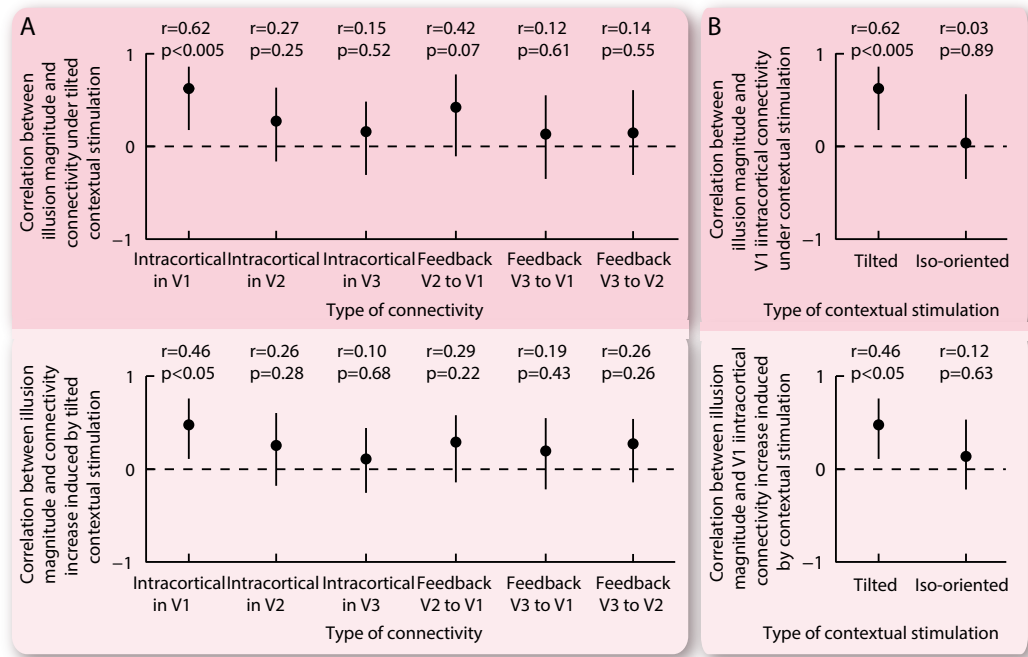 A
r=0.62 r=0.27 r=0.15 r=0.42 r=0.12 r=0.14
p<0.005 p=0.25 p=0.52 p=0.07 p=0.61 p=0.55
Correlation between
illusion magnitude and
connectivity under tilted
contextual stimulation
1
0
−1
Intracortical Intracortical Intracortical Feedback Feedback Feedback
in V1 in V2 in V3 V2 to V1 V3 to V1 V3 to V2
Type of connectivity
r=0.46 r=0.26 r=0.10 r=0.29 r=0.19 r=0.26
p<0.05 p=0.28 p=0.68 p=0.22 p=0.43 p=0.26
Correlation between illusion
magnitude and connectivity
increase induced by tilted
contextual stimulation
1
0
−1
Intracortical Intracortical Intracortical Feedback Feedback Feedback
in V1 in V2 in V3 V2 to V1 V3 to V1 V3 to V2
Type of connectivity
B
r=0.62 r=0.03
p<0.005 p=0.89
Correlation between
illusion magnitude and
V1 iintracortical connectivity
under contextual stimulation
1
0
−1
Tilted Iso-oriented
Type of contextual stimulation
r=0.46 r=0.12
p<0.05 p=0.63
Correlation between illusion
magnitude and V1 iintracortical
connectivity increase induced
by contextual stimulation
1
0
−1
Tilted Iso-oriented
Type of contextual stimulation